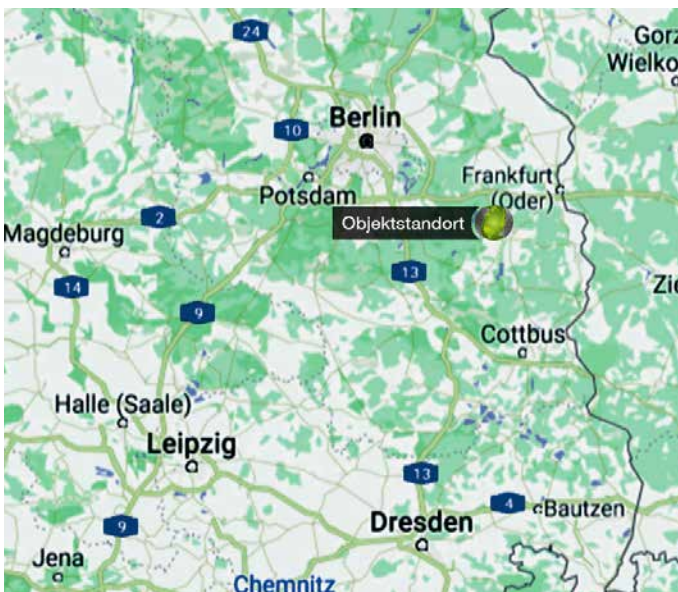 24
Gorz
Wielko
Berlin
10
Frankfurt
(Oder)
Potsdam
2
Objektstandort
Magdeburg
13
14
Zie
9
Cottbus
Halle (Saale)
Leipzig
13
4
Bautzen
9
Dresden
Jena
Chemnitz